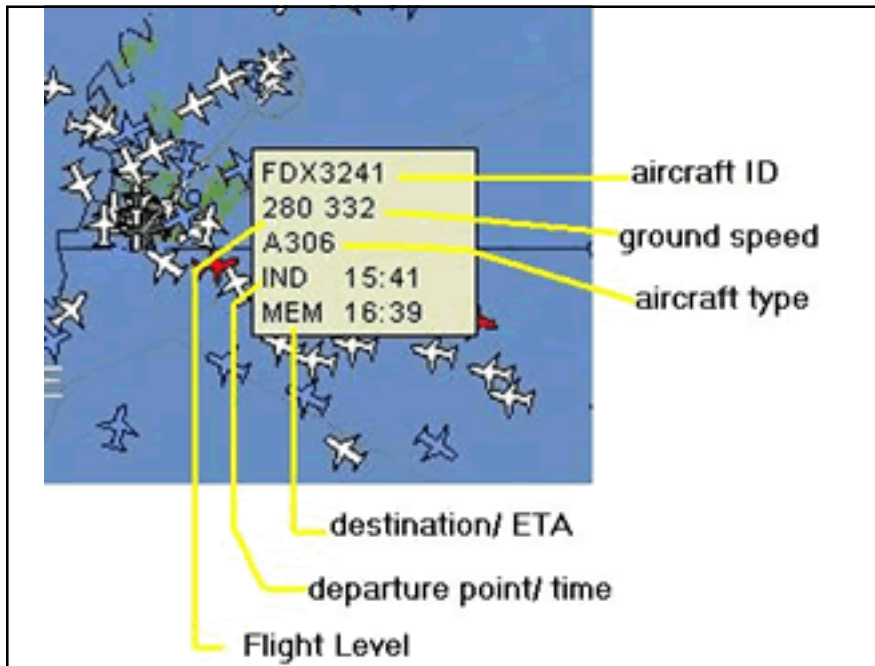 FDX3241
280 332
A306
IND 15:41
MEM 16:39
aircraft ID
ground speed
aircraft type
destination/ ETA
departure point/ time
Flight Level